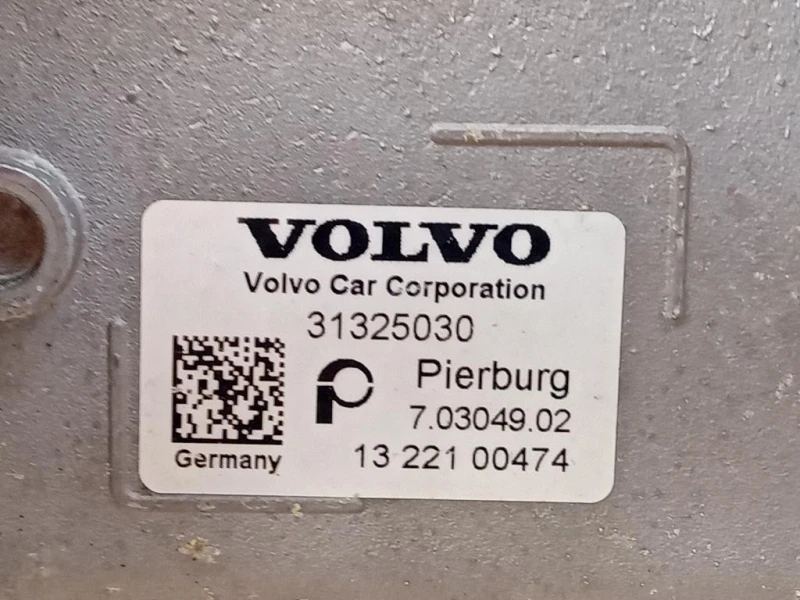 VOLVO
Volvo Car Corporation
31325030
Pierburg
7.03049.02
Germany
13 221 00474